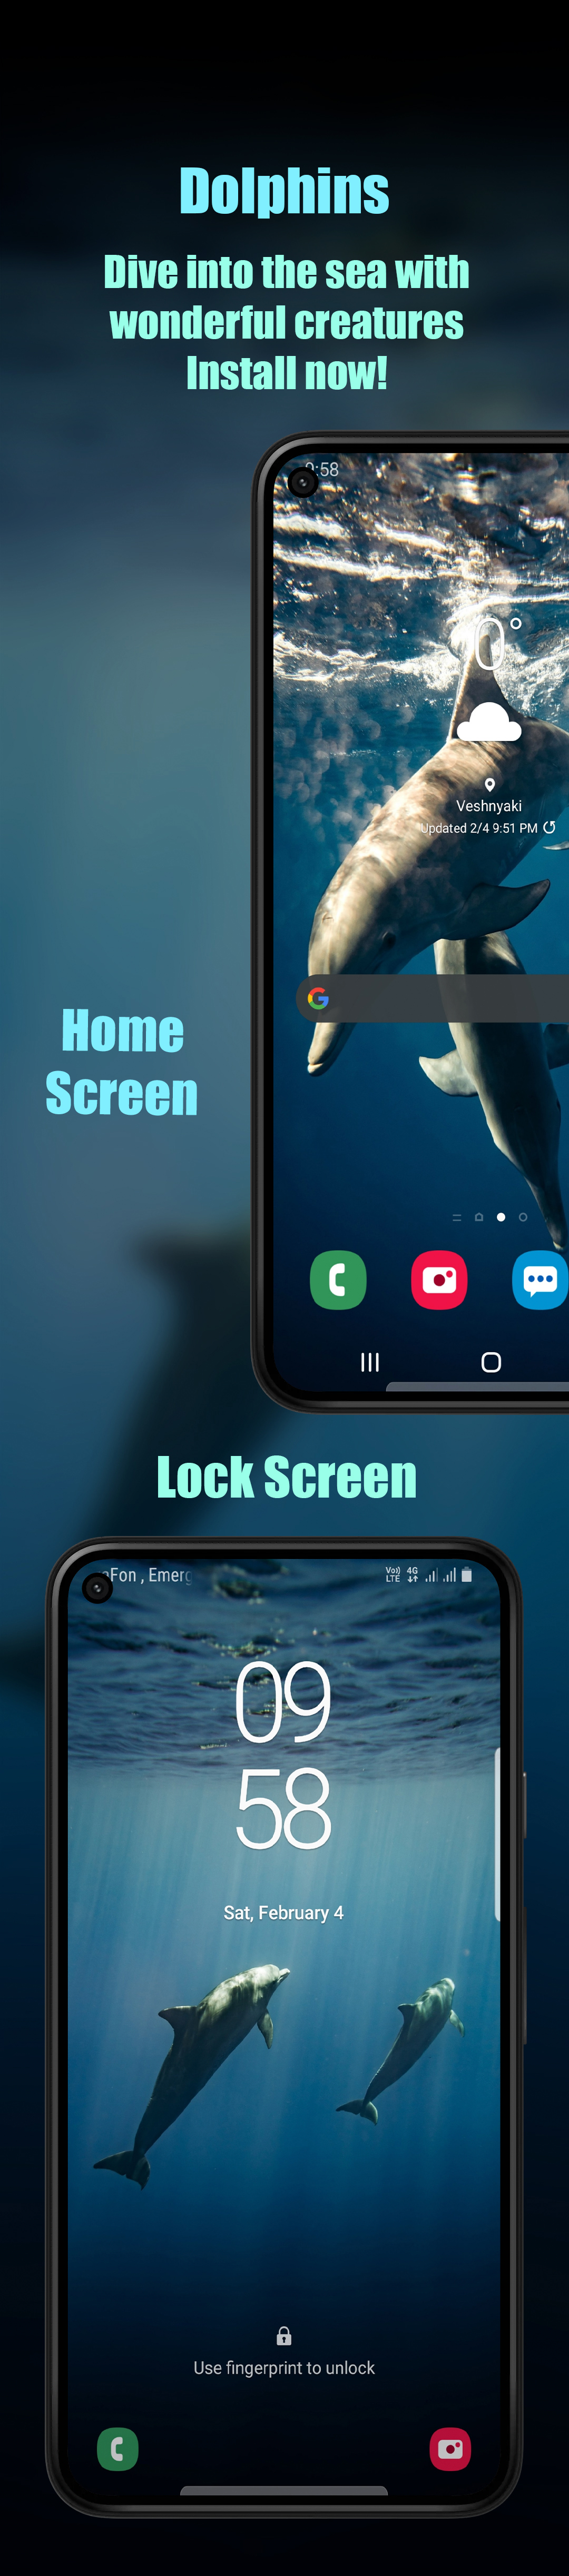 Dolphins
Dive into the sea with
wonderful creatures
Install now!
9:58
0°
Veshnyaki
Updated 2/4 9:51 PM
G
Home
Screen
Lock Screen
Fon , Emerg
Vo)) 4G
LTE
09
58
Sat, February 4
Use fingerprint to unlock